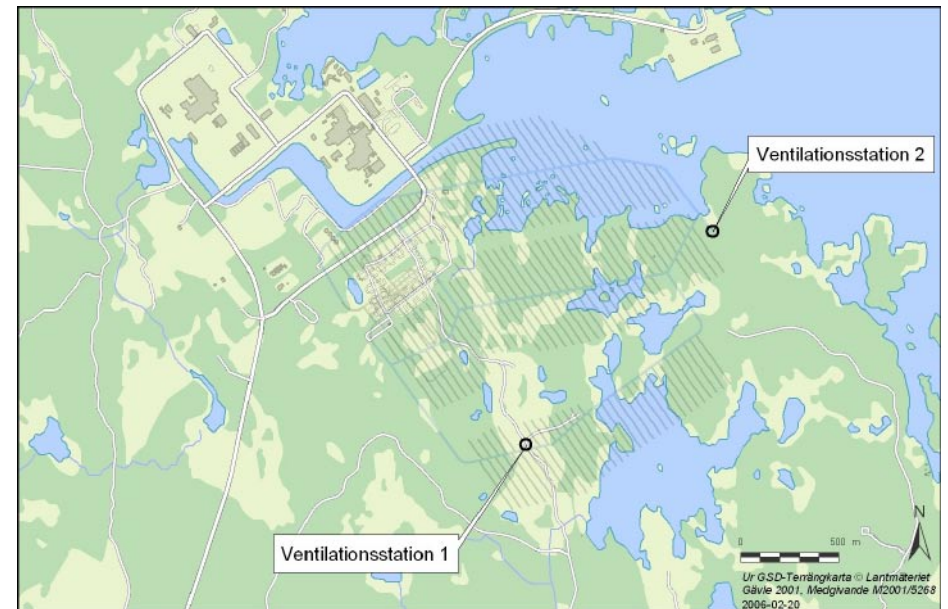 Ventilationsstation 2
Ventilationsstation 1
N
0 500 m
Ur GSD-Terrängkarta © Lantmäteriet
Gävle 2001, Medgivande M2001/5268
2006-02-20